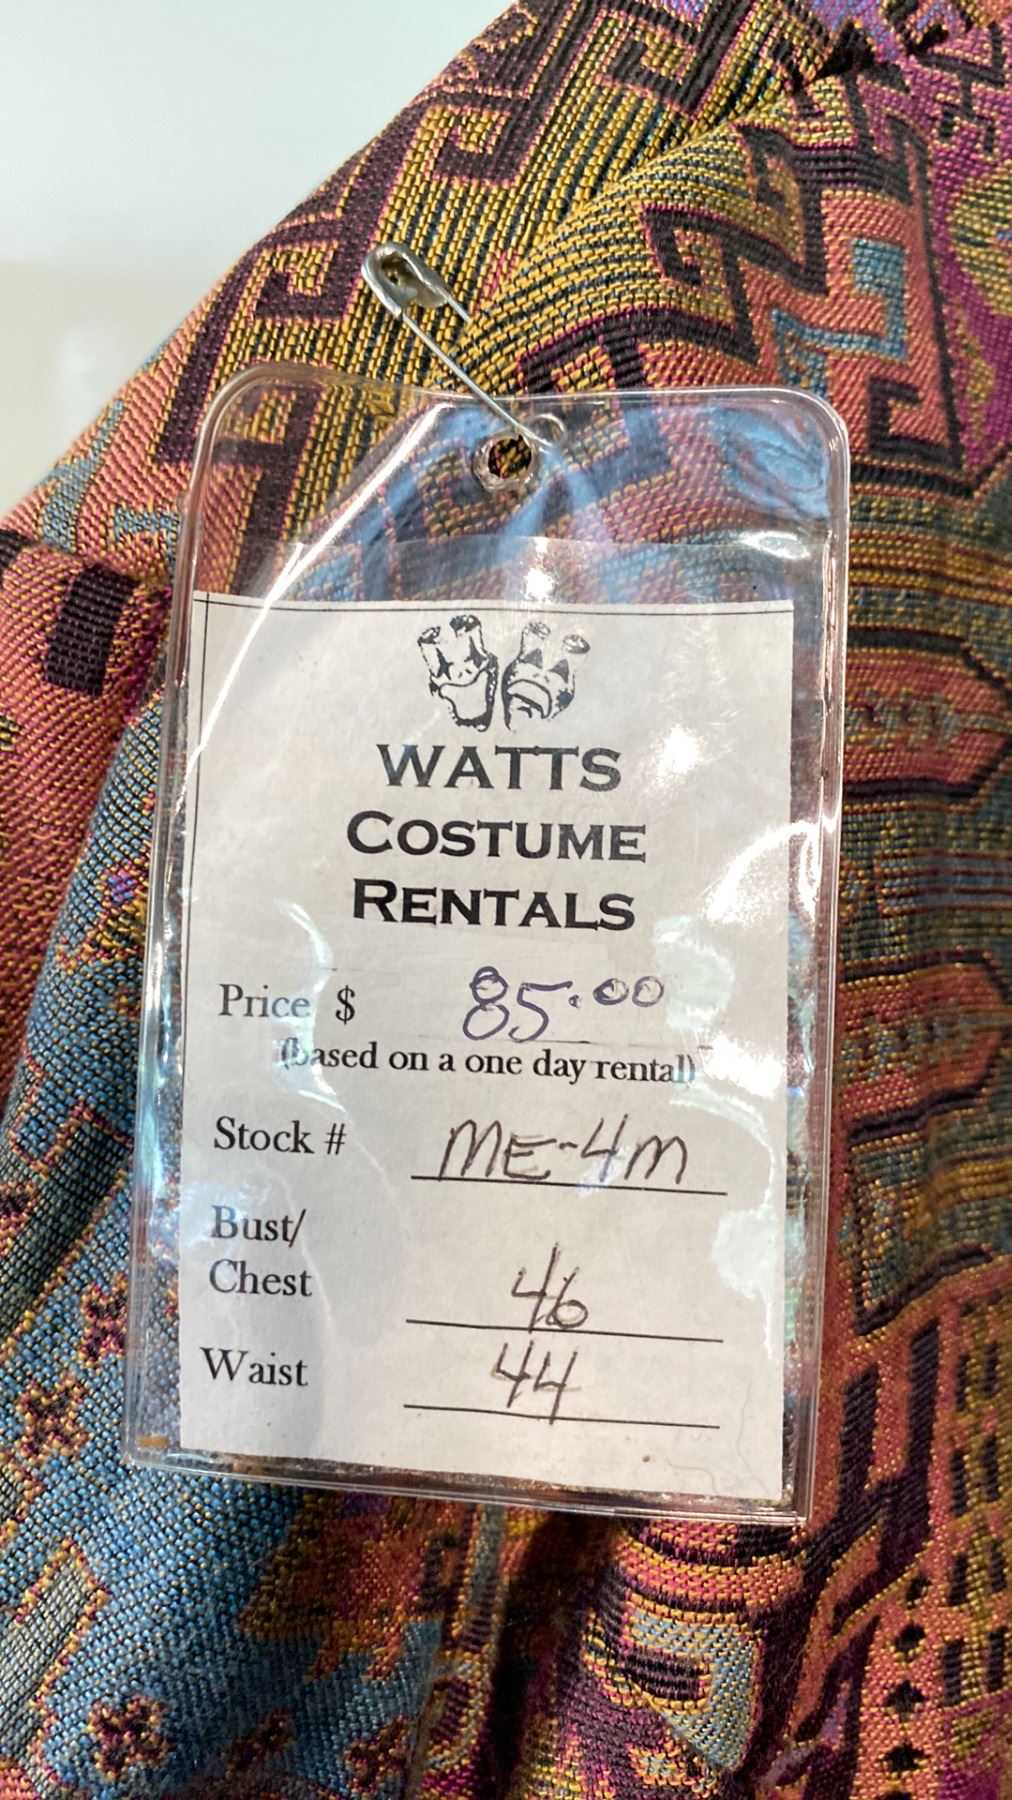 WATTS
COSTUME
RENTALS
Price $ 85.00
(based on a one day rental)
Stock # ME-4M
Bust/
Chest 46
Waist 44